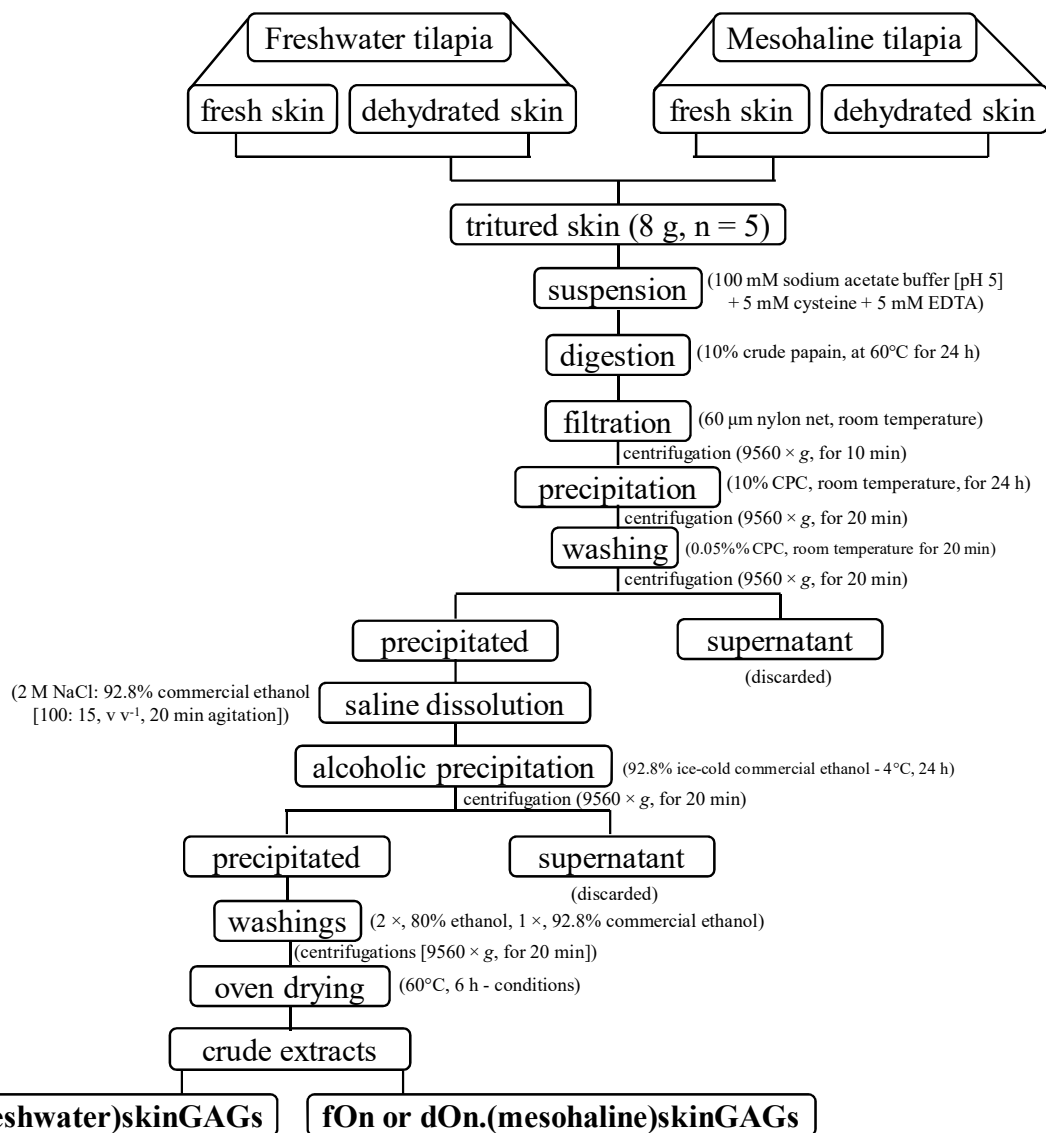 Freshwater tilapia
Mesohaline tilapia
fresh skin
dehydrated skin
fresh skin
dehydrated skin
tritured skin (8 g, n = 5)
suspension
(100 mM sodium acetate buffer [pH 5]
+ 5 mM cysteine + 5 mM EDTA)
digestion
(10% crude papain, at 60°C for 24 h)
filtration
(60 μm nylon net, room temperature)
centrifugation (9560 × g, for 10 min)
precipitation
(10% CPC, room temperature, for 24 h)
centrifugation (9560 × g, for 20 min)
washing
(0.05%% CPC, room temperature for 20 min)
centrifugation (9560 × g, for 20 min)
precipitated
supernatant
(discarded)
(2 M NaCl: 92.8% commercial ethanol
[100: 15, v v-1, 20 min agitation])
saline dissolution
alcoholic precipitation
(92.8% ice-cold commercial ethanol - 4°C, 24 h)
centrifugation (9560 × g, for 20 min)
precipitated
supernatant
(discarded)
washings
(2 ×, 80% ethanol, 1 ×, 92.8% commercial ethanol)
(centrifugations [9560 × g, for 20 min])
oven drying
(60°C, 6 h - conditions)
crude extracts
eshwater)skinGAGs
fOn or dOn.(mesohaline)skinGAGs